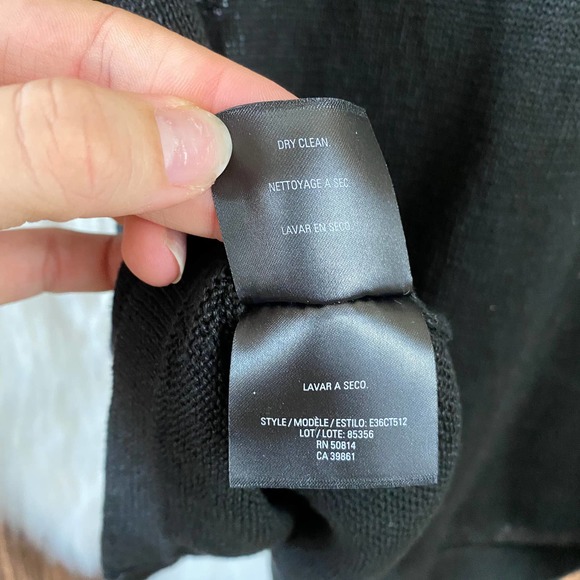 DRY CLEAN.
NETTOYAGE A SEC.
LAVAR EN SECO.
LAVAR A SECO.
STYLE / MODÈLE / ESTILO: E36CT512
LOT / LOTE: 85356
RN 50814
CA 39861